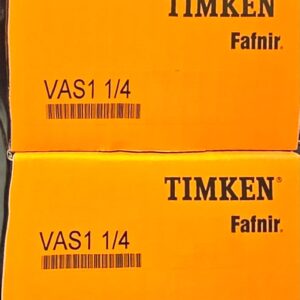 TIMKEN
Fafnir.
VAS1 1/4
TIMKEN®
Fafnir.
VAS1 1/4